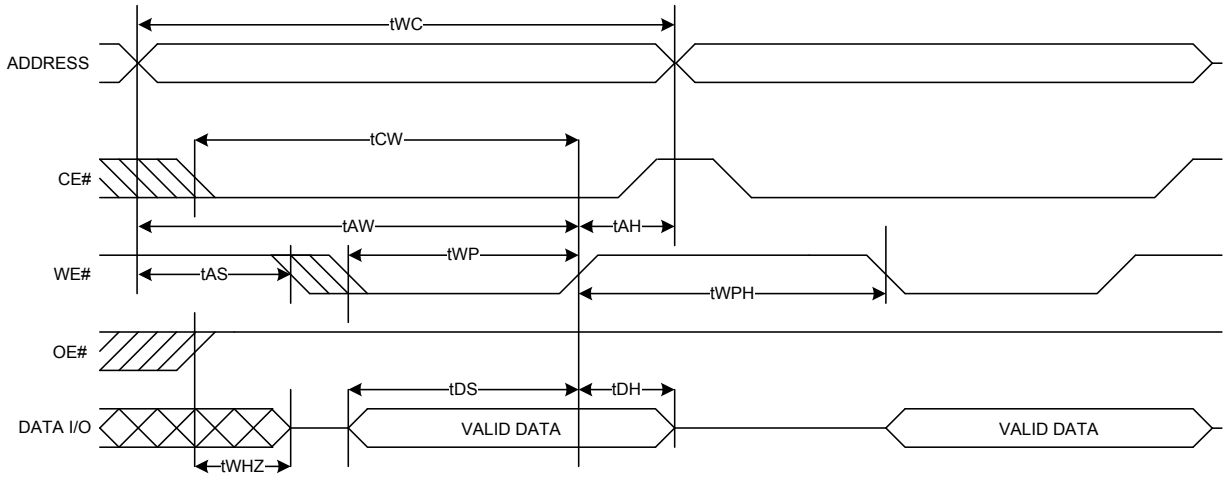 tWC
ADDRESS
tCW
CE#
tAW
tAH
tWP
WE#
tAS
tWPH
OE#
tDS
tDH
DATA I/O
VALID DATA
VALID DATA
tWHZ